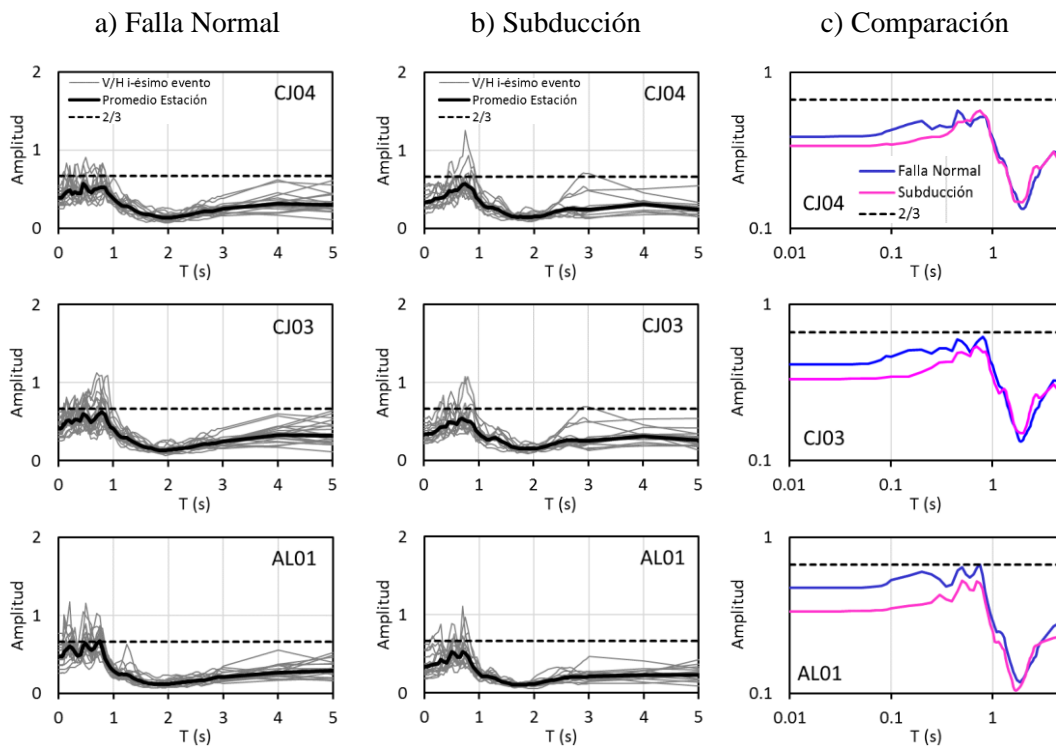 a) Falla Normal
b) Subducción
c) Comparación
Amplitud
2
1
0
V/H i-ésimo evento
Promedio Estación
2/3
CJ04
0 1 2 3 4 5
T (s)
Amplitud
2
1
0
V/H i-ésimo evento
Promedio Estación
2/3
CJ04
0 1 2 3 4 5
T (s)
Amplitud
1
0.1
Falla Normal
Subducción
2/3
CJ04
0.01 0.1 1
T (s)
Amplitud
2
1
0
CJ03
0 1 2 3 4 5
T (s)
Amplitud
2
1
0
CJ03
0 1 2 3 4 5
T (s)
Amplitud
1
0.1
CJ03
0.01 0.1 1
T (s)
Amplitud
2
1
0
AL01
0 1 2 3 4 5
T (s)
Amplitud
2
1
0
AL01
0 1 2 3 4 5
T (s)
Amplitud
1
0.1
AL01
0.01 0.1 1
T (s)